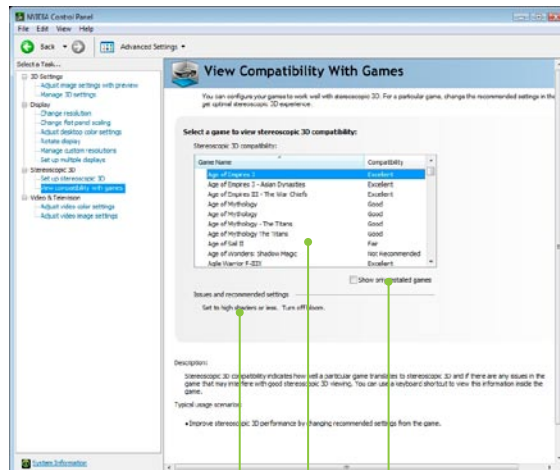 NVIDIA Control Panel
File Edit View Help
Back Advanced Settings
Select a Task...
3D Settings
Adjust image settings with preview
Manage 3D settings
Display
Change resolution
Change flat panel scaling
Adjust desktop color settings
Rotate display
Manage custom resolutions
Set up multiple displays
Stereoscopic 3D
Set up stereoscopic 3D
View compatibility with games
Video & Television
Adjust video color settings
Adjust video image settings
System Information
View Compatibility With Games
You can configure your games to work well with stereoscopic 3D. For a particular game, change the recommended settings in the
get optimal stereoscopic 3D experience.
Select a game to view stereoscopic 3D compatibility:
Stereoscopic 3D compatibility:
Game Name Compatibility
Age of Empires 3 Excellent
Age of Empires 3 - Asian Dynasties Excellent
Age of Empires III - The War Chiefs Excellent
Age of Mythology Good
Age of Mythology Good
Age of Mythology - The Titans Good
Age of Mythology The Titans Good
Age of Sail II Fair
Age of Wonders: Shadow Magic Not Recommended
Agile Warrior F-111X Excellent
Show only installed games
Issues and recommended settings
Set to high shaders or less. Turn off bloom.
Description:
Stereoscopic 3D compatibility indicates how well a particular game translates to stereoscopic 3D and if there are any issues in the
game that may interfere with good stereoscopic 3D viewing. You can use a keyboard shortcut to view this information inside the
game.
Typical usage scenarios:
•Improve stereoscopic 3D performance by changing recommended settings from the game.